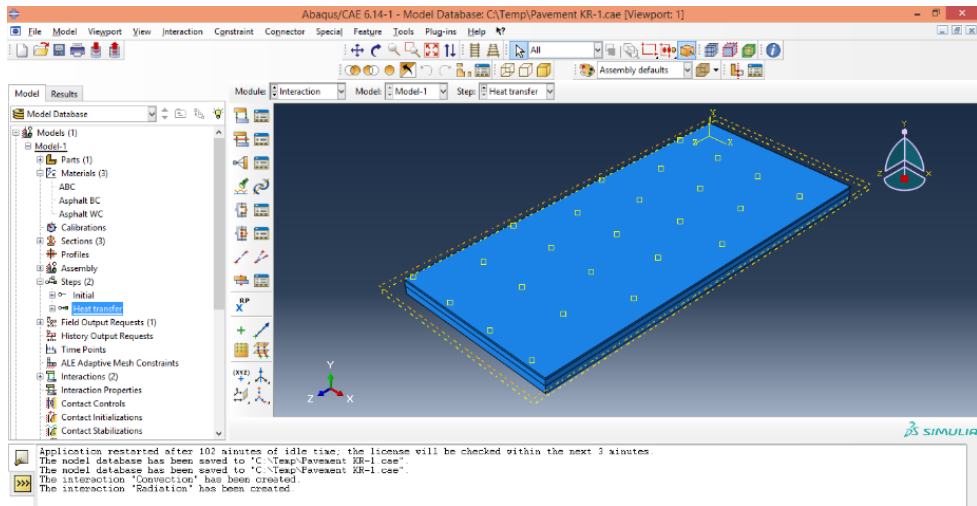 Abaqus/CAE 6.14-1 - Model Database: C:\Temp\Pavement KR-1.cae [Viewport: 1]
File Model Viewport View Interaction Constraint Connector Special Feature Tools Plug-ins Help
All
Assembly defaults
Model Results
Module: Interaction Model: Model-1 Step: Heat transfer
Model Database
Models (1)
Model-1
Parts (1)
Materials (3)
ABC
Asphalt BC
Asphalt WC
Calibrations
Sections (3)
Profiles
Assembly
Steps (2)
Initial
Heat transfer
Field Output Requests (1)
History Output Requests
Time Points
ALE Adaptive Mesh Constraints
Interactions (2)
Interaction Properties
Contact Controls
Contact Initializations
Contact Stabilizations
RP
X
(XYZ)
Y
Z
X
Y
Z
X
Y
Z
X
SIMULIA
Application restarted after 102 minutes of idle time; the license will be checked within the next 3 minutes.
The model database has been saved to "C:\Temp\Pavement KR-1.cae".
The model database has been saved to "C:\Temp\Pavement KR-1.cae".
The interaction "Convection" has been created.
The interaction "Radiation" has been created.